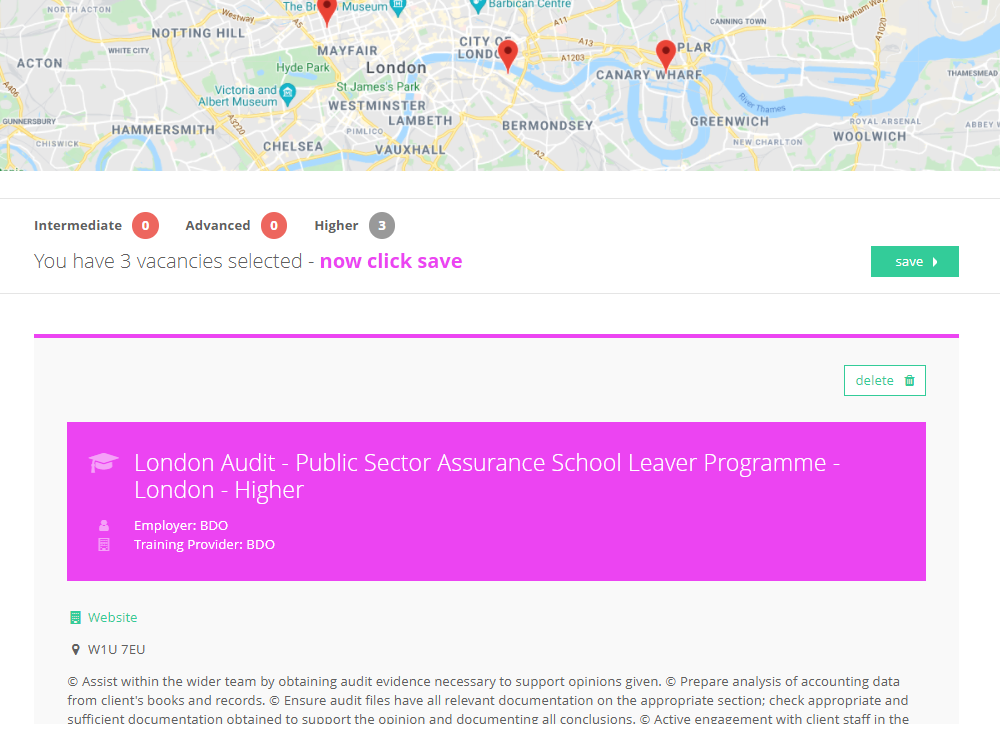 NORTH ACTON
Westway
The Br
Museum
Barbican Centre
NOTTING HILL
A11
CANNING TOWN
Newham Way
A1020
WHITE CITY
MAYFAIR
CITY OF
LONDON
A13
POPLAR
ACTON
Hyde Park
London
A1203
CANARY WHARF
THAMESMEAD
A406
Victoria and
Albert Museum
St James's Park
WESTMINSTER
River Thames
GUNNERSBURY
HAMMERSMITH
A3220
LAMBETH
BERMONDSEY
GREENWICH
ROYAL ARSENAL
ABBEY W
PIMLICO
CHISWICK
CHELSEA
VAUXHALL
A2
NEW CHARLTON
WOOLWICH
Intermediate 0 Advanced 0 Higher 3
You have 3 vacancies selected - now click save
save
delete
London Audit - Public Sector Assurance School Leaver Programme -
London - Higher
Employer: BDO
Training Provider: BDO
Website
W1U 7EU
© Assist within the wider team by obtaining audit evidence necessary to support opinions given. © Prepare analysis of accounting data
from client's books and records. © Ensure audit files have all relevant documentation on the appropriate section; check appropriate and
sufficient documentation obtained to support the opinion and documenting all conclusions. © Active engagement with client staff in the